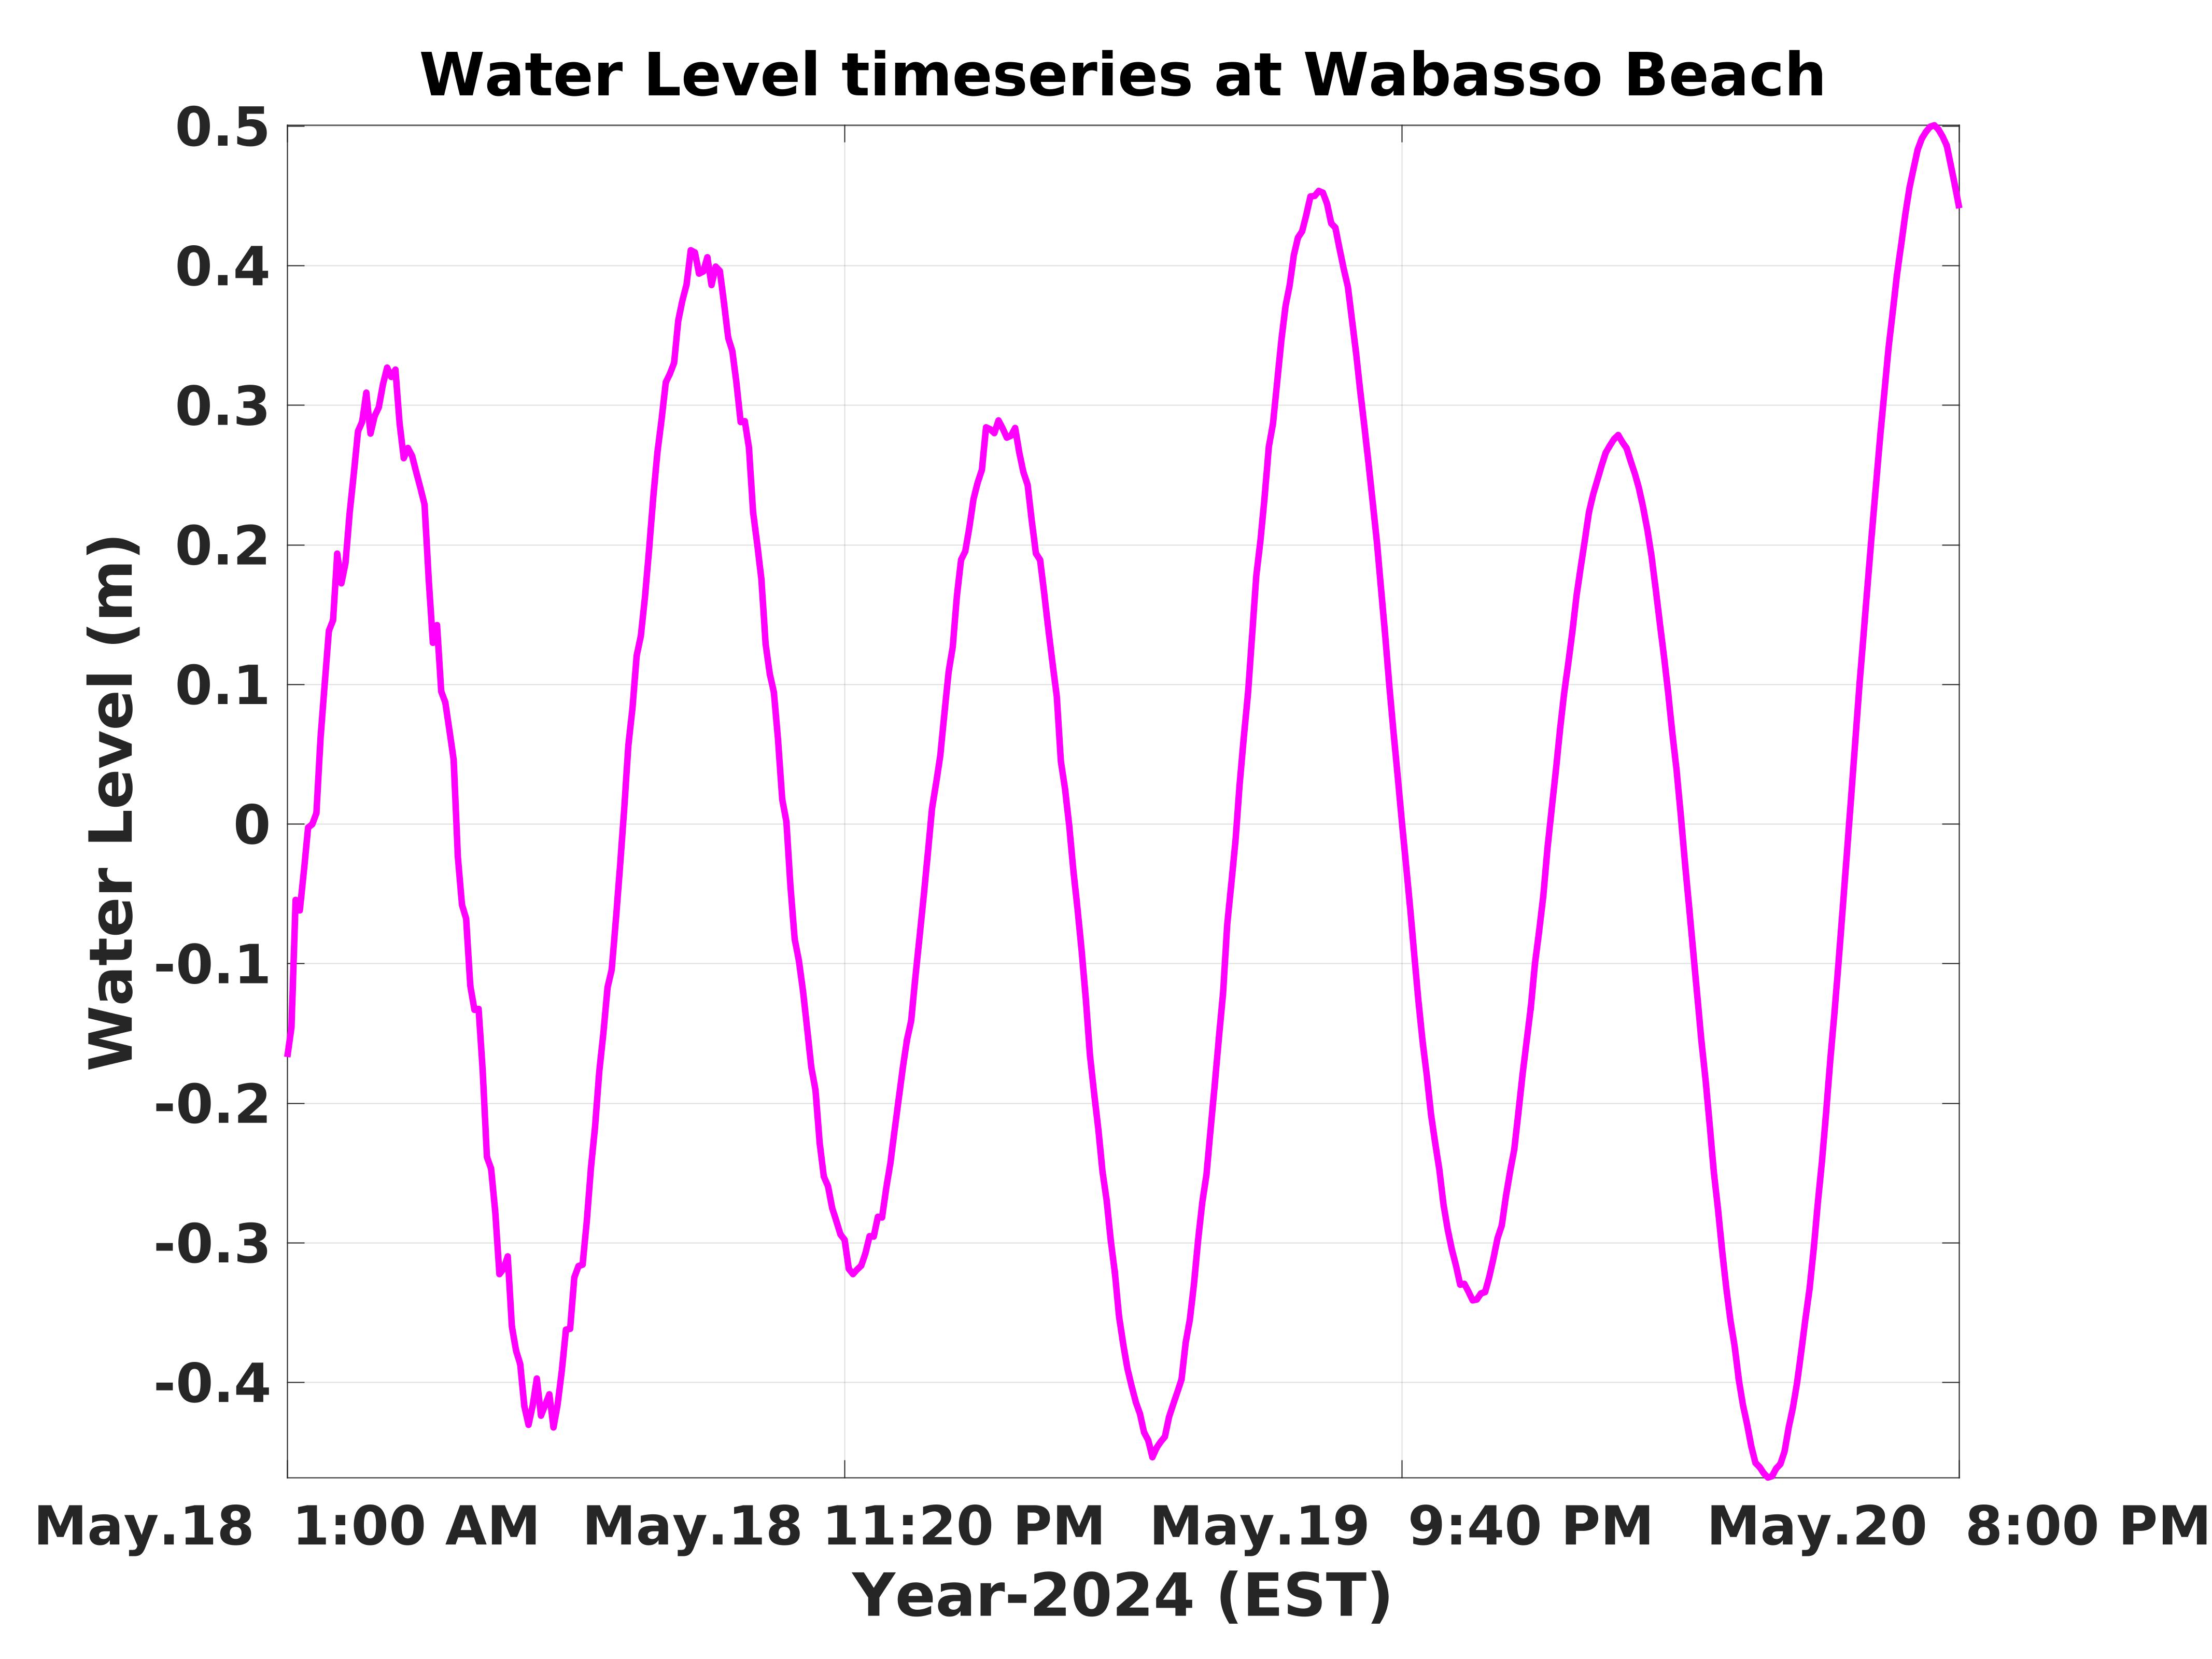 Water Level timeseries at Wabasso Beach
0.5
0.4
0.3
0.2
0.1
0
-0.1
-0.2
-0.3
-0.4
Water Level (m)
May.18 1:00 AM May.18 11:20 PM May.19 9:40 PM May.20 8:00 PM
Year-2024 (EST)